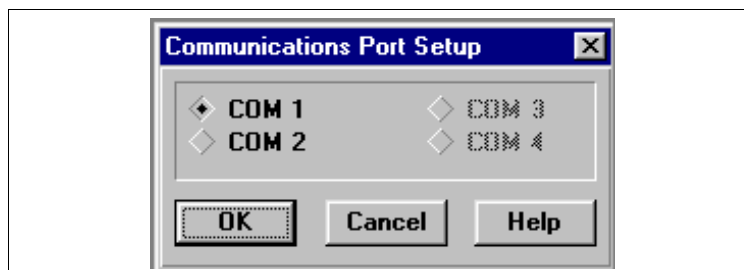 Communications Port Setup
COM 1 COM 3
COM 2 COM 4
OK Cancel Help